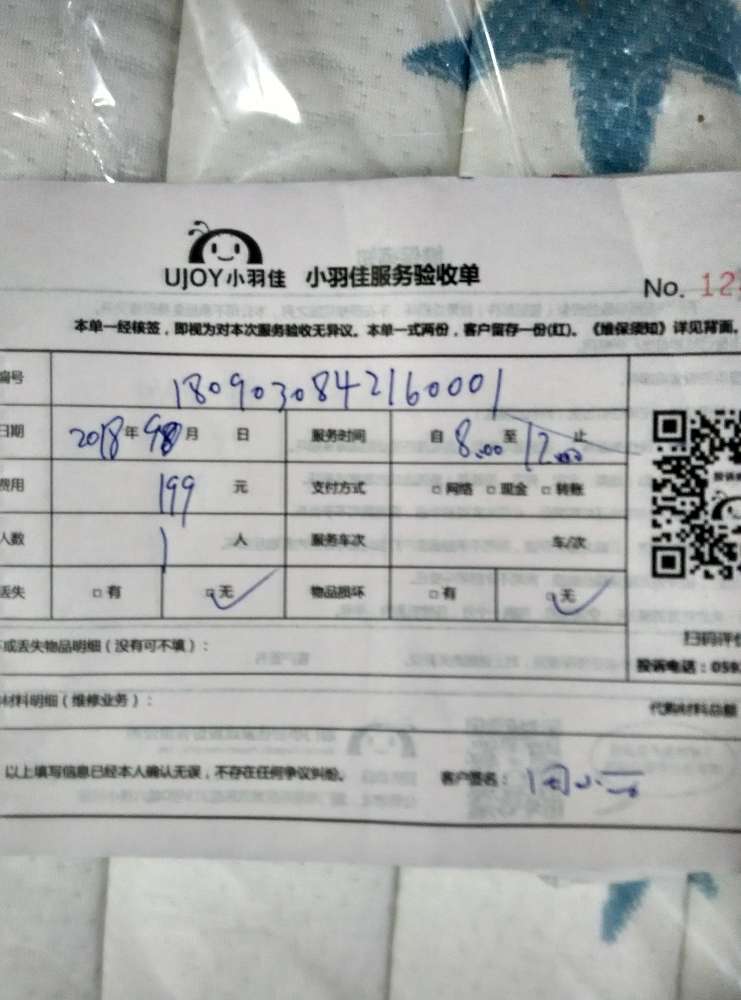 UJOY小羽佳 小羽佳服务验收单
No. 12
本单一经核签，即视为对本次服务验收无异议。本单一式两份，客户留存一份(红)。《维保须知》详见背面。
编号 1809030842160001
日期 2018年 9 月 日 服务时间 自 8:00 至 12:00 止
费用 199 元 支付方式 □ 网络 □ 现金 □ 转账
人数 1 人 服务车次 车/次
丢失 □ 有 □ 无 ✓ 物品损坏 □ 有 □ 无 ✓
扫码评价
或丢失物品明细（没有可不填）：
投诉电话：059
材料明细（维修业务）： 代购材料总额
以上填写信息已经本人确认无误，不存在任何争议纠纷。 客户签名：